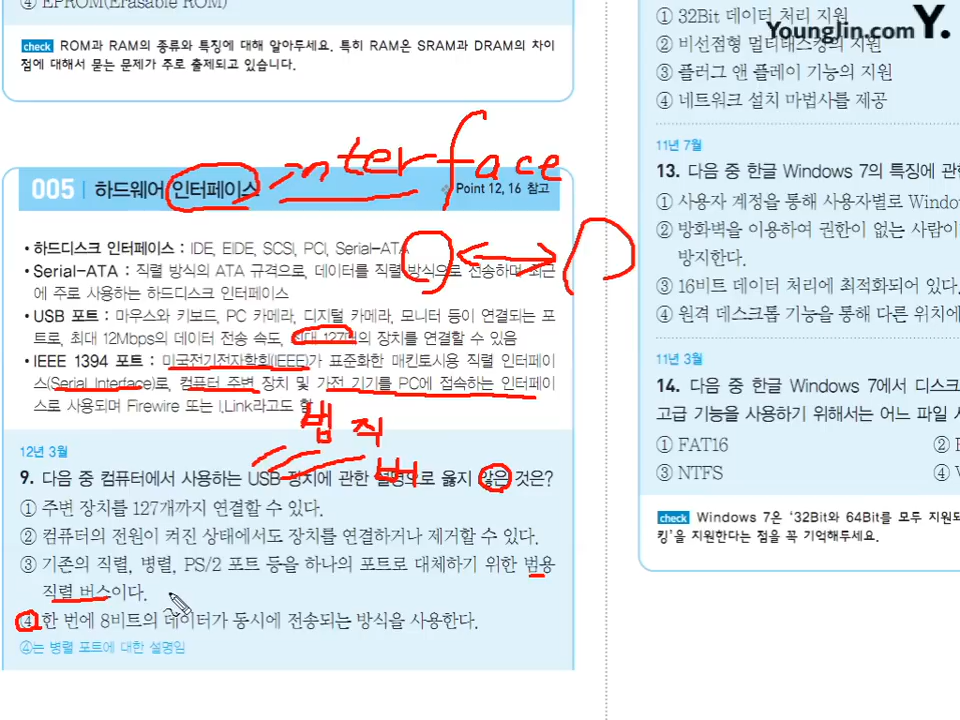 ④ EPROM(Erasable ROM)
check ROM과 RAM의 종류와 특징에 대해 알아두세요. 특히 RAM은 SRAM과 DRAM의 차이
점에 대해서 묻는 문제가 주로 출제되고 있습니다.
interface
005 하드웨어 인터페이스 Point 12, 16 참고
• 하드디스크 인터페이스 : IDE, EIDE, SCSI, PCI, Serial-ATA
• Serial-ATA : 직렬 방식의 ATA 규격으로, 데이터를 직렬 방식으로 전송하며 최근
에 주로 사용하는 하드디스크 인터페이스
• USB 포트 : 마우스와 키보드, PC 카메라, 디지털 카메라, 모니터 등이 연결되는 포
트로, 최대 12Mbps의 데이터 전송 속도, 최대 127개의 장치를 연결할 수 있음
• IEEE 1394 포트 : 미국전기전자학회(IEEE)가 표준화한 매킨토시용 직렬 인터페이
스(Serial Interface)로, 컴퓨터 주변 장치 및 가전 기기를 PC에 접속하는 인터페이
스로 사용되며 Firewire 또는 i.Link라고도 함
범 직 버
12년 3월
9. 다음 중 컴퓨터에서 사용하는 USB 장치에 관한 설명으로 옳지 않은 것은?
① 주변 장치를 127개까지 연결할 수 있다.
② 컴퓨터의 전원이 켜진 상태에서도 장치를 연결하거나 제거할 수 있다.
③ 기존의 직렬, 병렬, PS/2 포트 등을 하나의 포트로 대체하기 위한 범용
직렬 버스이다.
④ 한 번에 8비트의 데이터가 동시에 전송되는 방식을 사용한다.
④는 병렬 포트에 대한 설명임
① 32Bit 데이터 처리 지원
Younglin.com Y.
② 비선점형 멀티태스킹의 지원
③ 플러그 앤 플레이 기능의 지원
④ 네트워크 설치 마법사를 제공
11년 7월
13. 다음 중 한글 Windows 7의 특징에 관한
① 사용자 계정을 통해 사용자별로 Windo
② 방화벽을 이용하여 권한이 없는 사람이
방지한다.
③ 16비트 데이터 처리에 최적화되어 있다.
④ 원격 데스크톱 기능을 통해 다른 위치에
11년 3월
14. 다음 중 한글 Windows 7에서 디스크
고급 기능을 사용하기 위해서는 어느 파일 시
① FAT16 ②
③ NTFS ④
check Windows 7은 '32Bit와 64Bit를 모두 지원
킹'을 지원한다는 점을 꼭 기억해두세요.